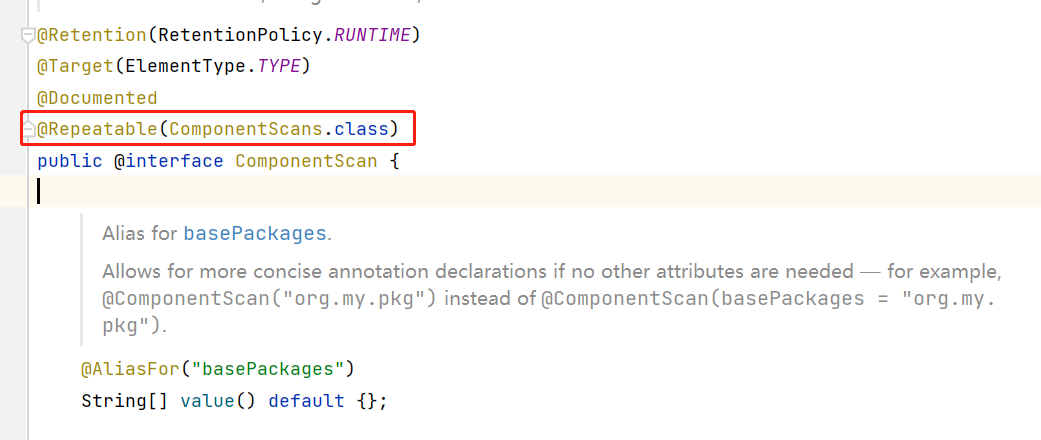 @Retention(RetentionPolicy.RUNTIME)
@Target(ElementType.TYPE)
@Documented
@Repeatable(ComponentScans.class)
public @interface ComponentScan {
Alias for basePackages.
Allows for more concise annotation declarations if no other attributes are needed — for example,
@ComponentScan("org.my.pkg") instead of @ComponentScan(basePackages = "org.my.
pkg").
@AliasFor("basePackages")
String[] value() default {};